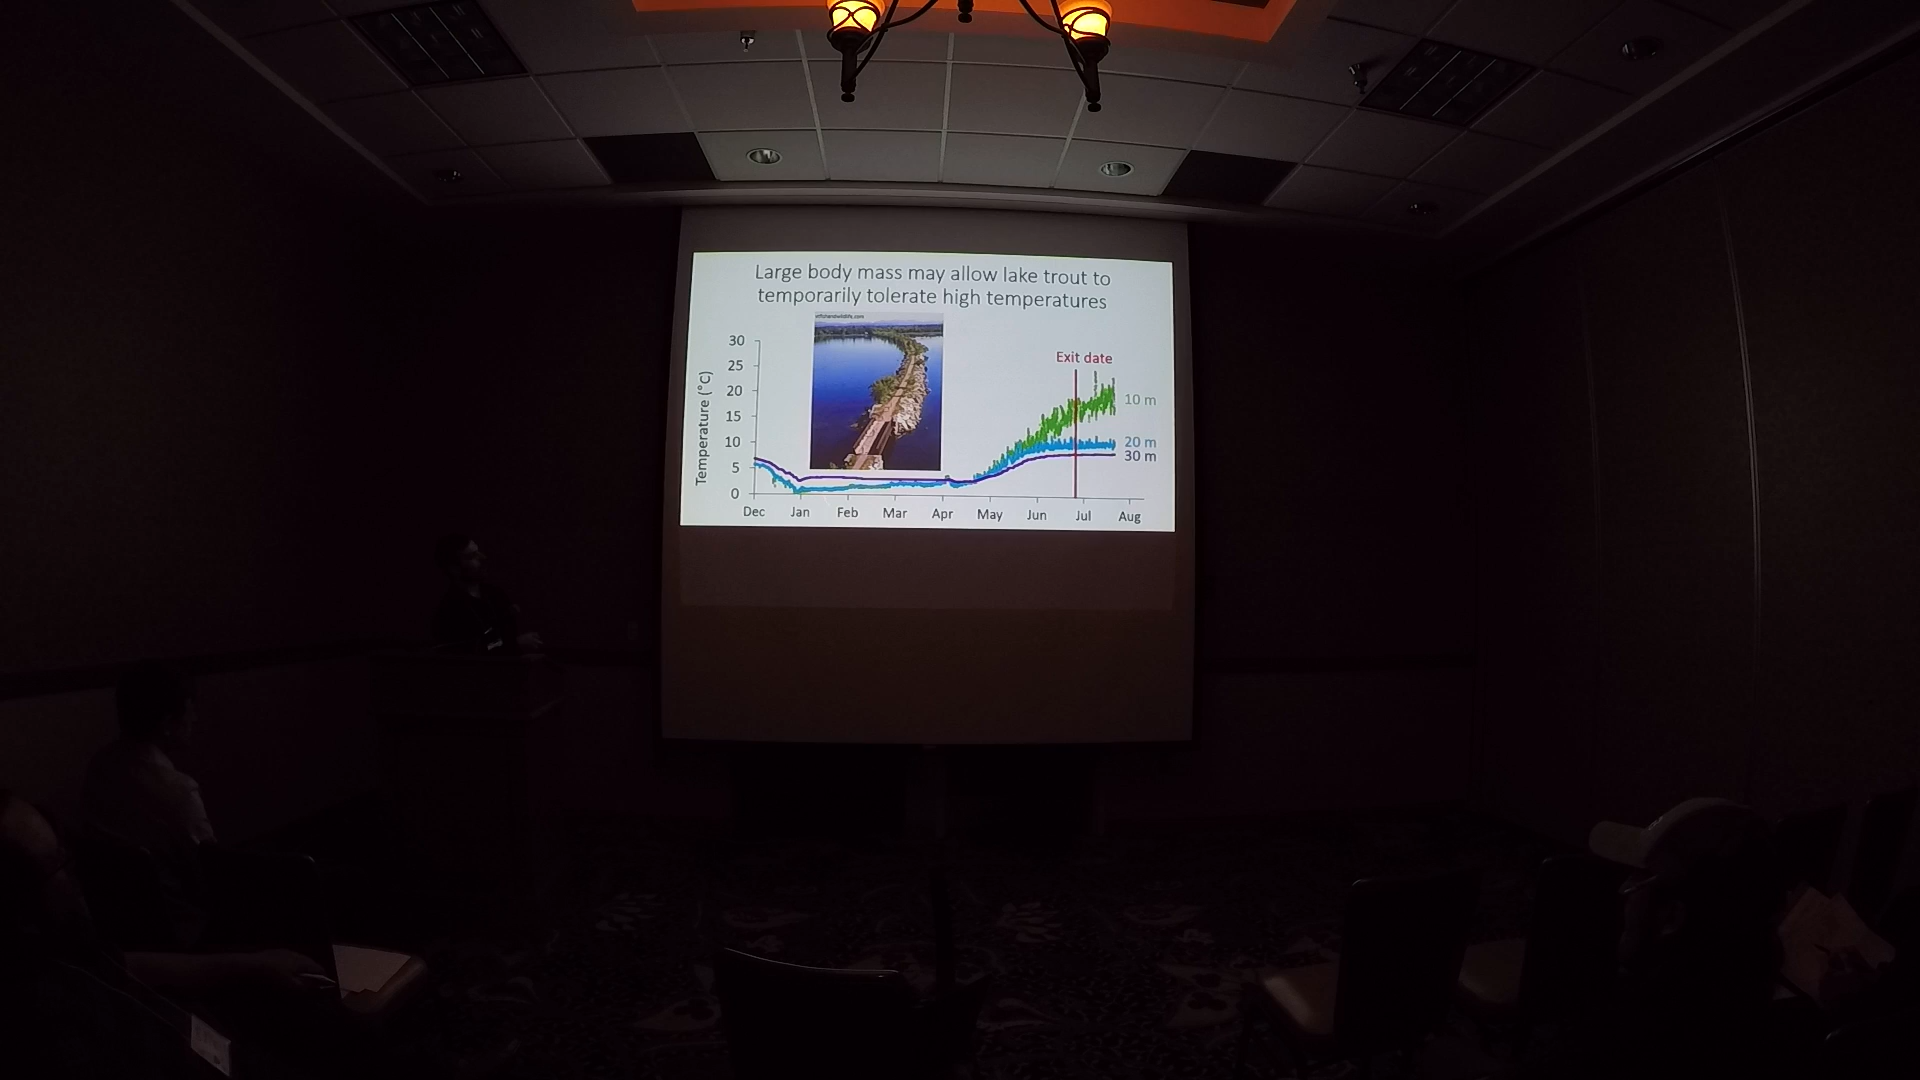 Large body mass may allow lake trout to
temporarily tolerate high temperatures
Temperature (°C)
30
25
20
15
10
5
0
Exit date
10 m
20 m
30 m
Dec Jan Feb Mar Apr May Jun Jul Aug